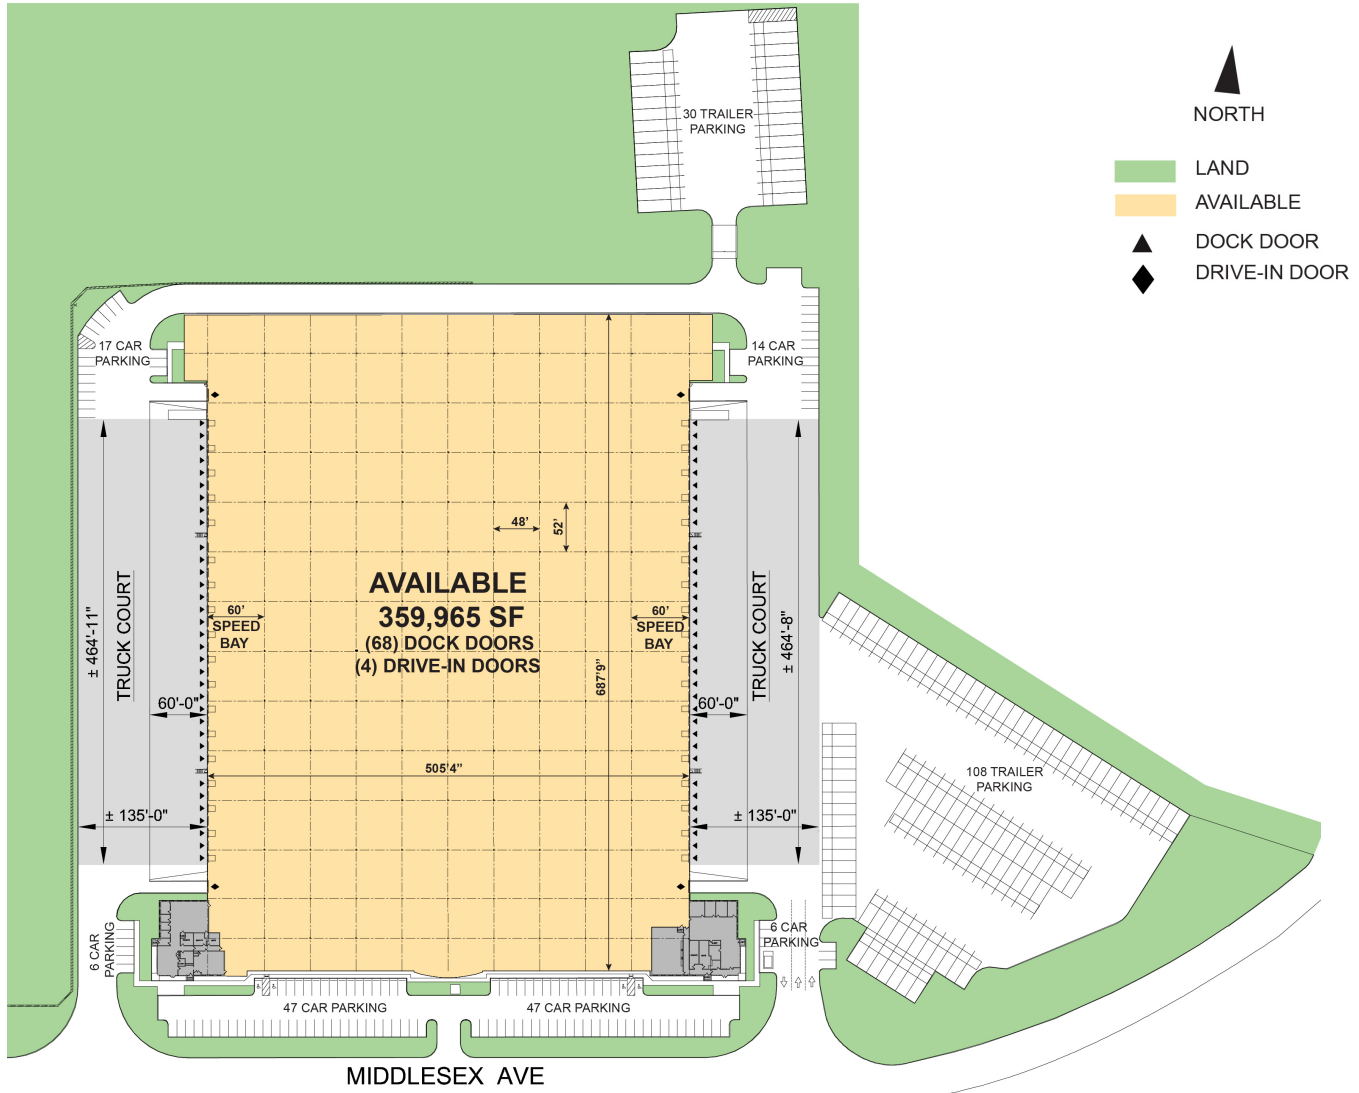 30 TRAILER
PARKING
NORTH
LAND
AVAILABLE
DOCK DOOR
DRIVE-IN DOOR
17 CAR
PARKING
14 CAR
PARKING
48'
52'
AVAILABLE
359,965 SF
(68) DOCK DOORS
(4) DRIVE-IN DOORS
60'
SPEED
BAY
60'
SPEED
BAY
± 464'-11"
TRUCK COURT
687'9"
TRUCK COURT
± 464'-8"
60'-0"
60'-0"
505'4"
108 TRAILER
PARKING
± 135'-0"
± 135'-0"
6 CAR
PARKING
6 CAR
PARKING
47 CAR PARKING
47 CAR PARKING
MIDDLESEX AVE